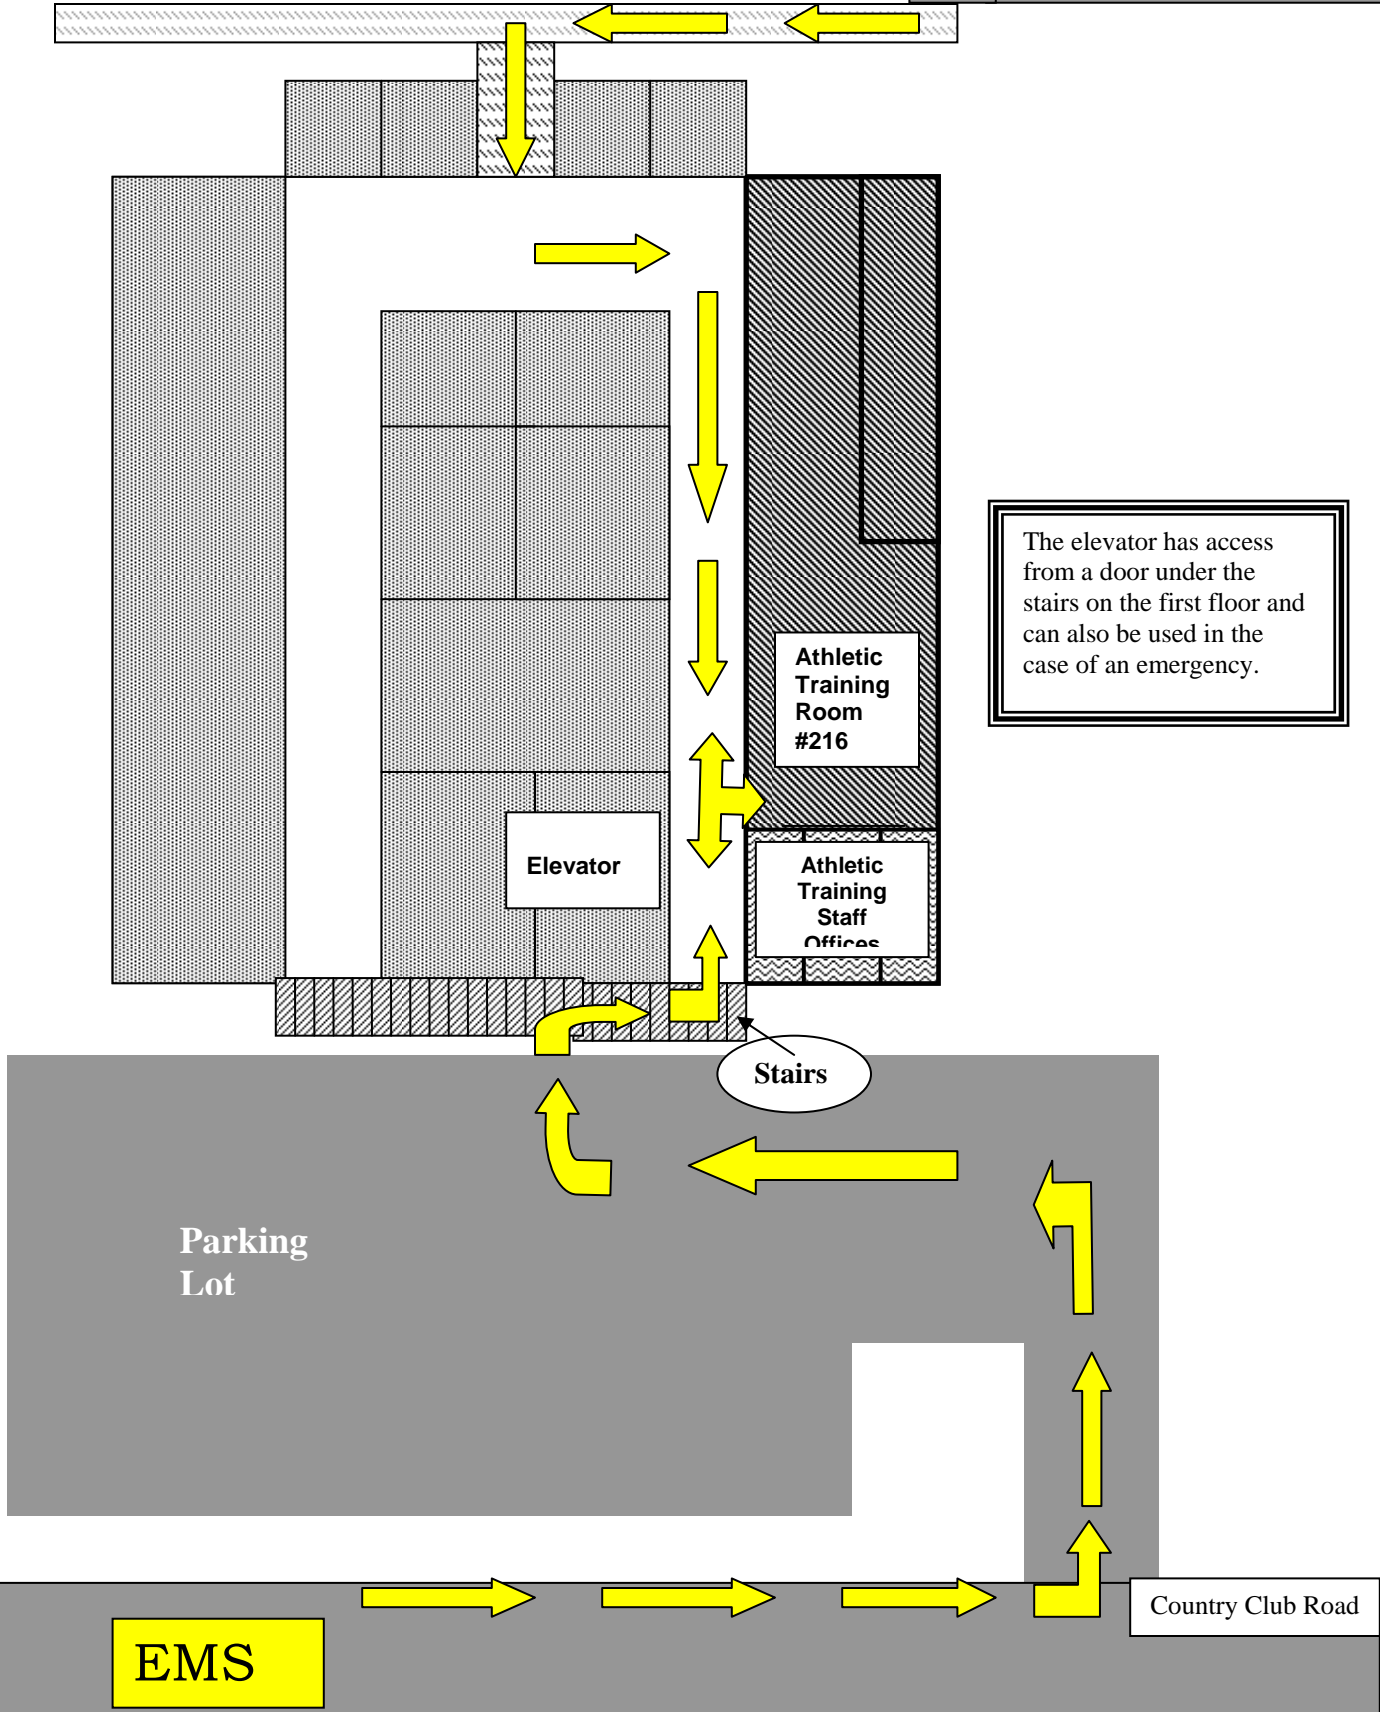 The elevator has access
from a door under the
stairs on the first floor and
can also be used in the
case of an emergency.
Athletic
Training
Room
#216
Elevator
Athletic
Training
Staff
Offices
Stairs
Parking
Lot
Country Club Road
EMS